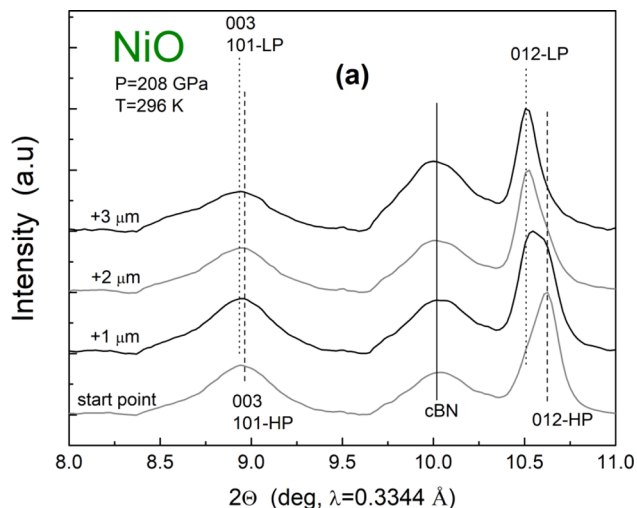 NiO
P=208 GPa
T=296 K
003
101-LP
(a)
012-LP
+3 μm
+2 μm
+1 μm
start point
003
101-HP
cBN
012-HP
Intensity (a.u)
8.0 8.5 9.0 9.5 10.0 10.5 11.0
2Θ (deg, λ=0.3344 Å)